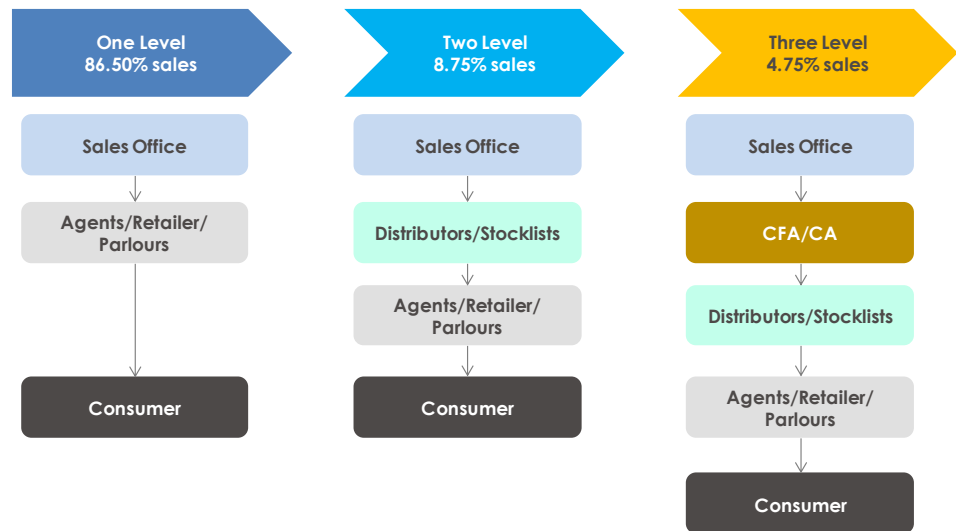 One Level
86.50% sales
Two Level
8.75% sales
Three Level
4.75% sales
Sales Office
Agents/Retailer/
Parlours
Consumer
Sales Office
Distributors/Stocklists
Agents/Retailer/
Parlours
Consumer
Sales Office
CFA/CA
Distributors/Stocklists
Agents/Retailer/
Parlours
Consumer